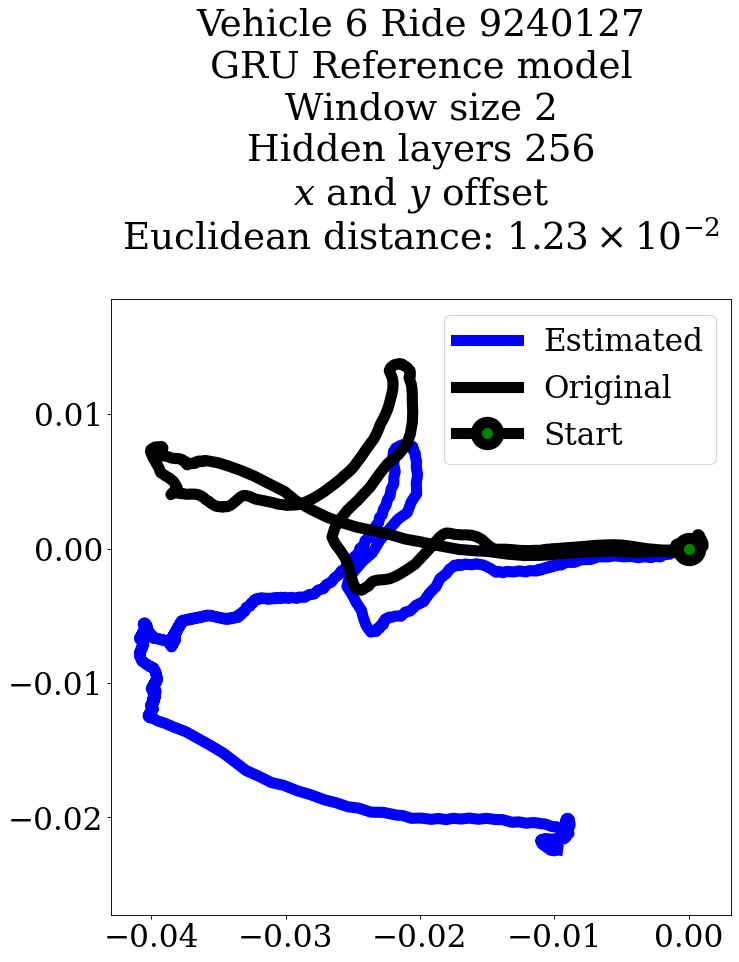 Vehicle 6 Ride 9240127
GRU Reference model
Window size 2
Hidden layers 256
x and y offset
Euclidean distance: 1.23 × 10⁻²
Estimated
Original
Start
0.01
0.00
−0.01
−0.02
−0.04 −0.03 −0.02 −0.01 0.00